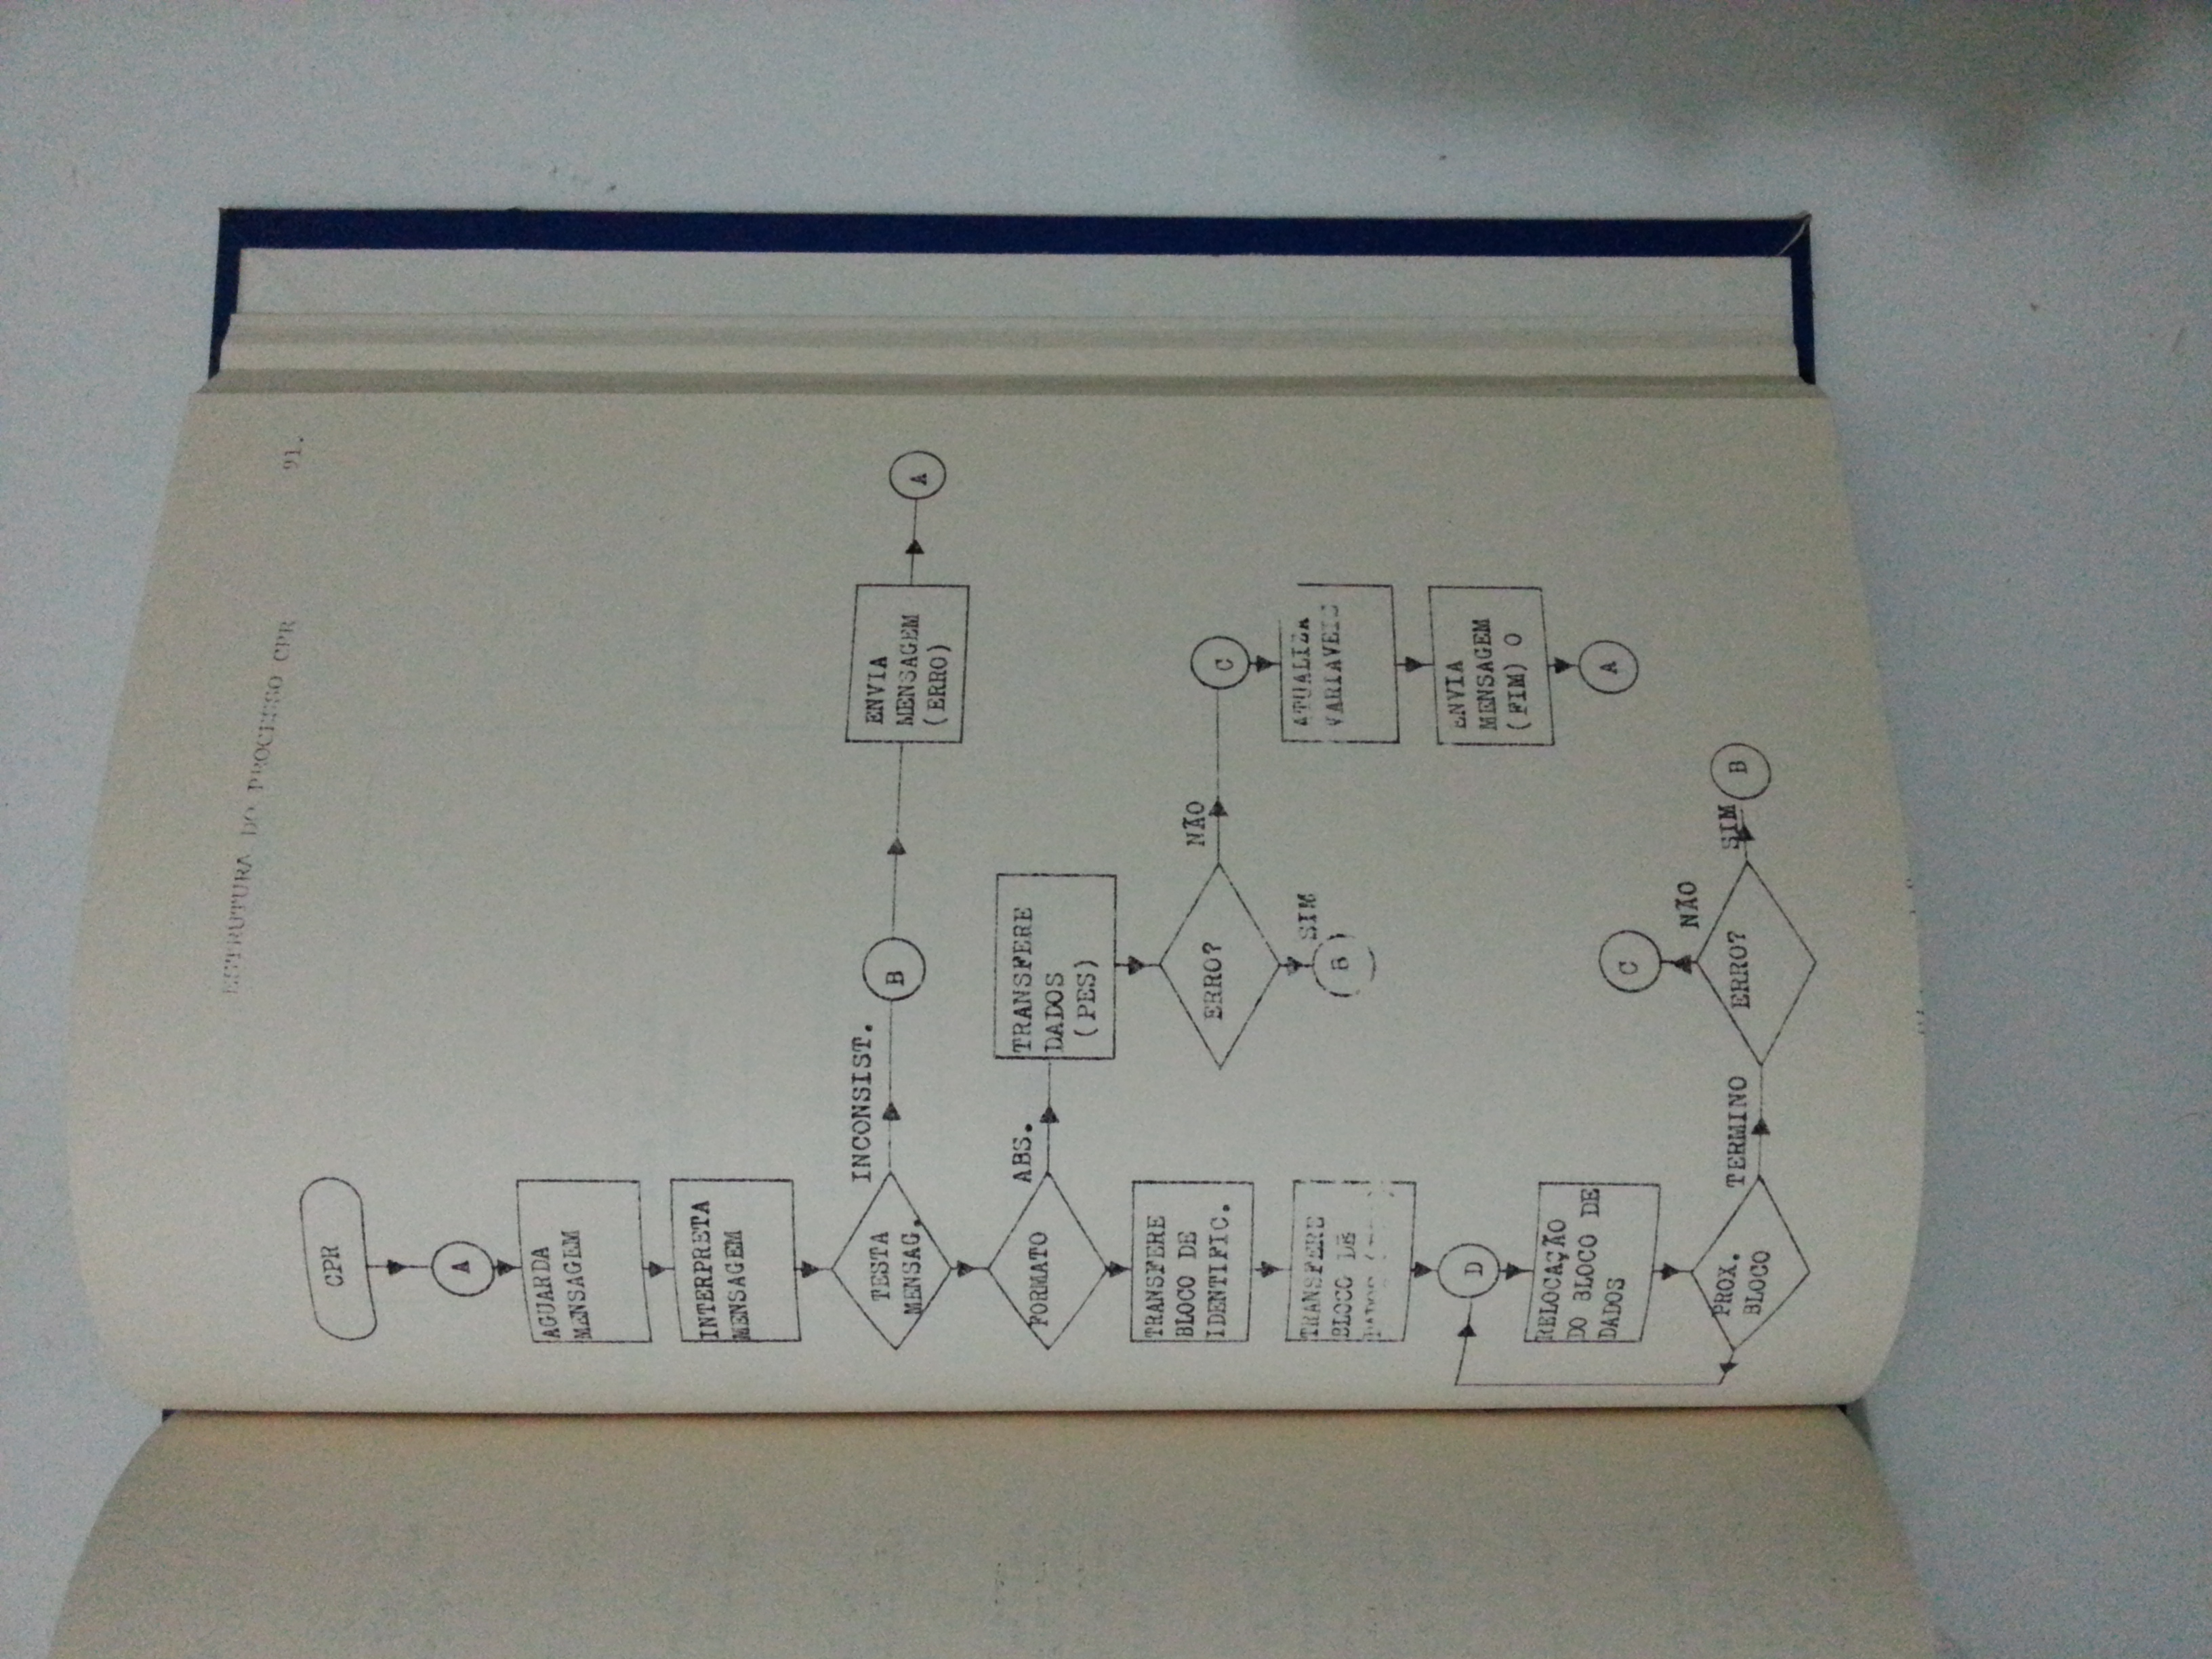 ESTRUTURA DO PROCESSO CPR
91.
CPR
A
AGUARDA
MENSAGEM
INTERPRETA
MENSAGEM
TESTA
MENSAG.
INCONSIST.
B
ENVIA
MENSAGEM
(ERRO)
A
FORMATO
ABS.
TRANSFERE
DADOS
(PES)
TRANSFERE
BLOCO DE
IDENTIFIC.
ERRO?
NÃO
C
SIM
B
ATUALIZA
VARIAVEIS
TRANSFERE
BLOCO DE
DADOS
D
ENVIA
MENSAGEM
(FIM) O
A
RELOCAÇÃO
DO BLOCO DE
DADOS
C
NÃO
PROX.
BLOCO
TERMINO
ERRO?
SIM
B